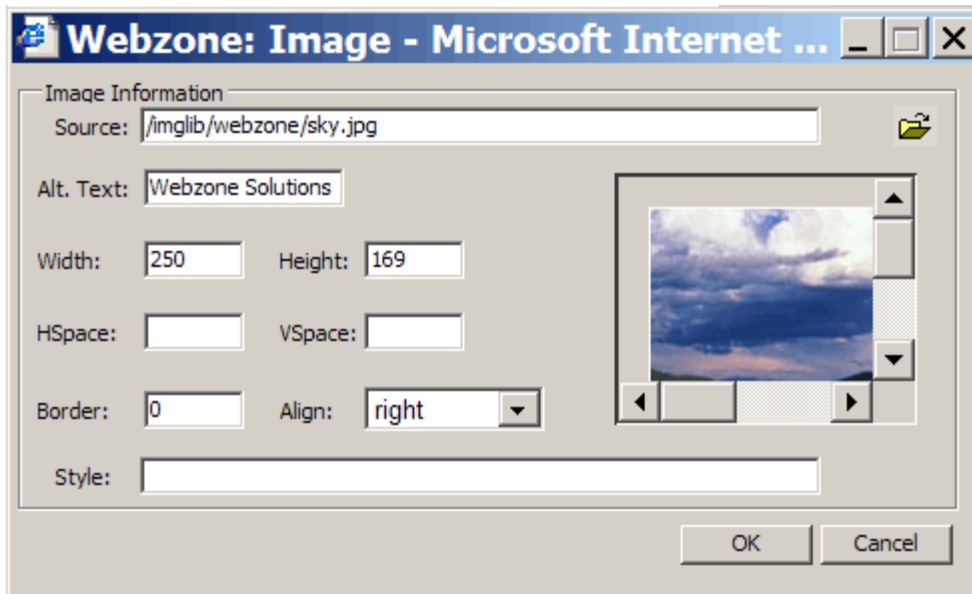 Webzone: Image - Microsoft Internet ...
Image Information
Source: /imglib/webzone/sky.jpg
Alt. Text: Webzone Solutions
Width: 250 Height: 169
HSpace: VSpace:
Border: 0 Align: right
Style:
OK Cancel